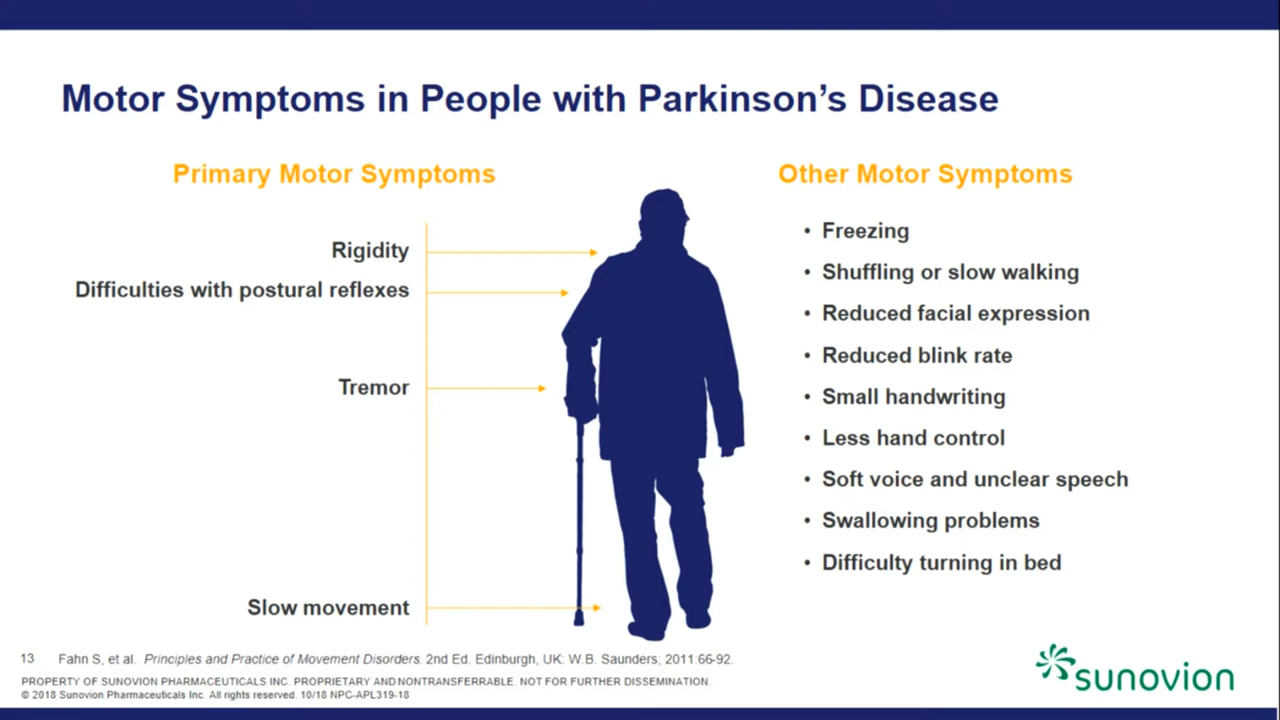 Motor Symptoms in People with Parkinson’s Disease
Primary Motor Symptoms
Rigidity
Difficulties with postural reflexes
Tremor
Slow movement
Other Motor Symptoms
• Freezing
• Shuffling or slow walking
• Reduced facial expression
• Reduced blink rate
• Small handwriting
• Less hand control
• Soft voice and unclear speech
• Swallowing problems
• Difficulty turning in bed
13 Fahn S, et al. Principles and Practice of Movement Disorders. 2nd Ed. Edinburgh, UK: W.B. Saunders; 2011:66-92.
PROPERTY OF SUNOVION PHARMACEUTICALS INC. PROPRIETARY AND NONTRANSFERRABLE. NOT FOR FURTHER DISSEMINATION.
© 2018 Sunovion Pharmaceuticals Inc. All rights reserved. 10/18 NPC-APL319-18
sunovion